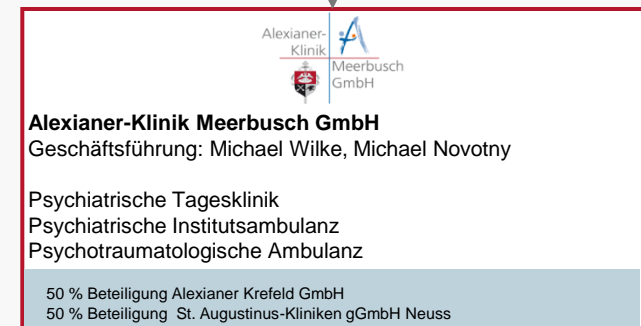 Alexianer-
Klinik
Meerbusch
GmbH
Alexianer-Klinik Meerbusch GmbH
Geschäftsführung: Michael Wilke, Michael Novotny
Psychiatrische Tagesklinik
Psychiatrische Institutsambulanz
Psychotraumatologische Ambulanz
50 % Beteiligung Alexianer Krefeld GmbH
50 % Beteiligung St. Augustinus-Kliniken gGmbH Neuss